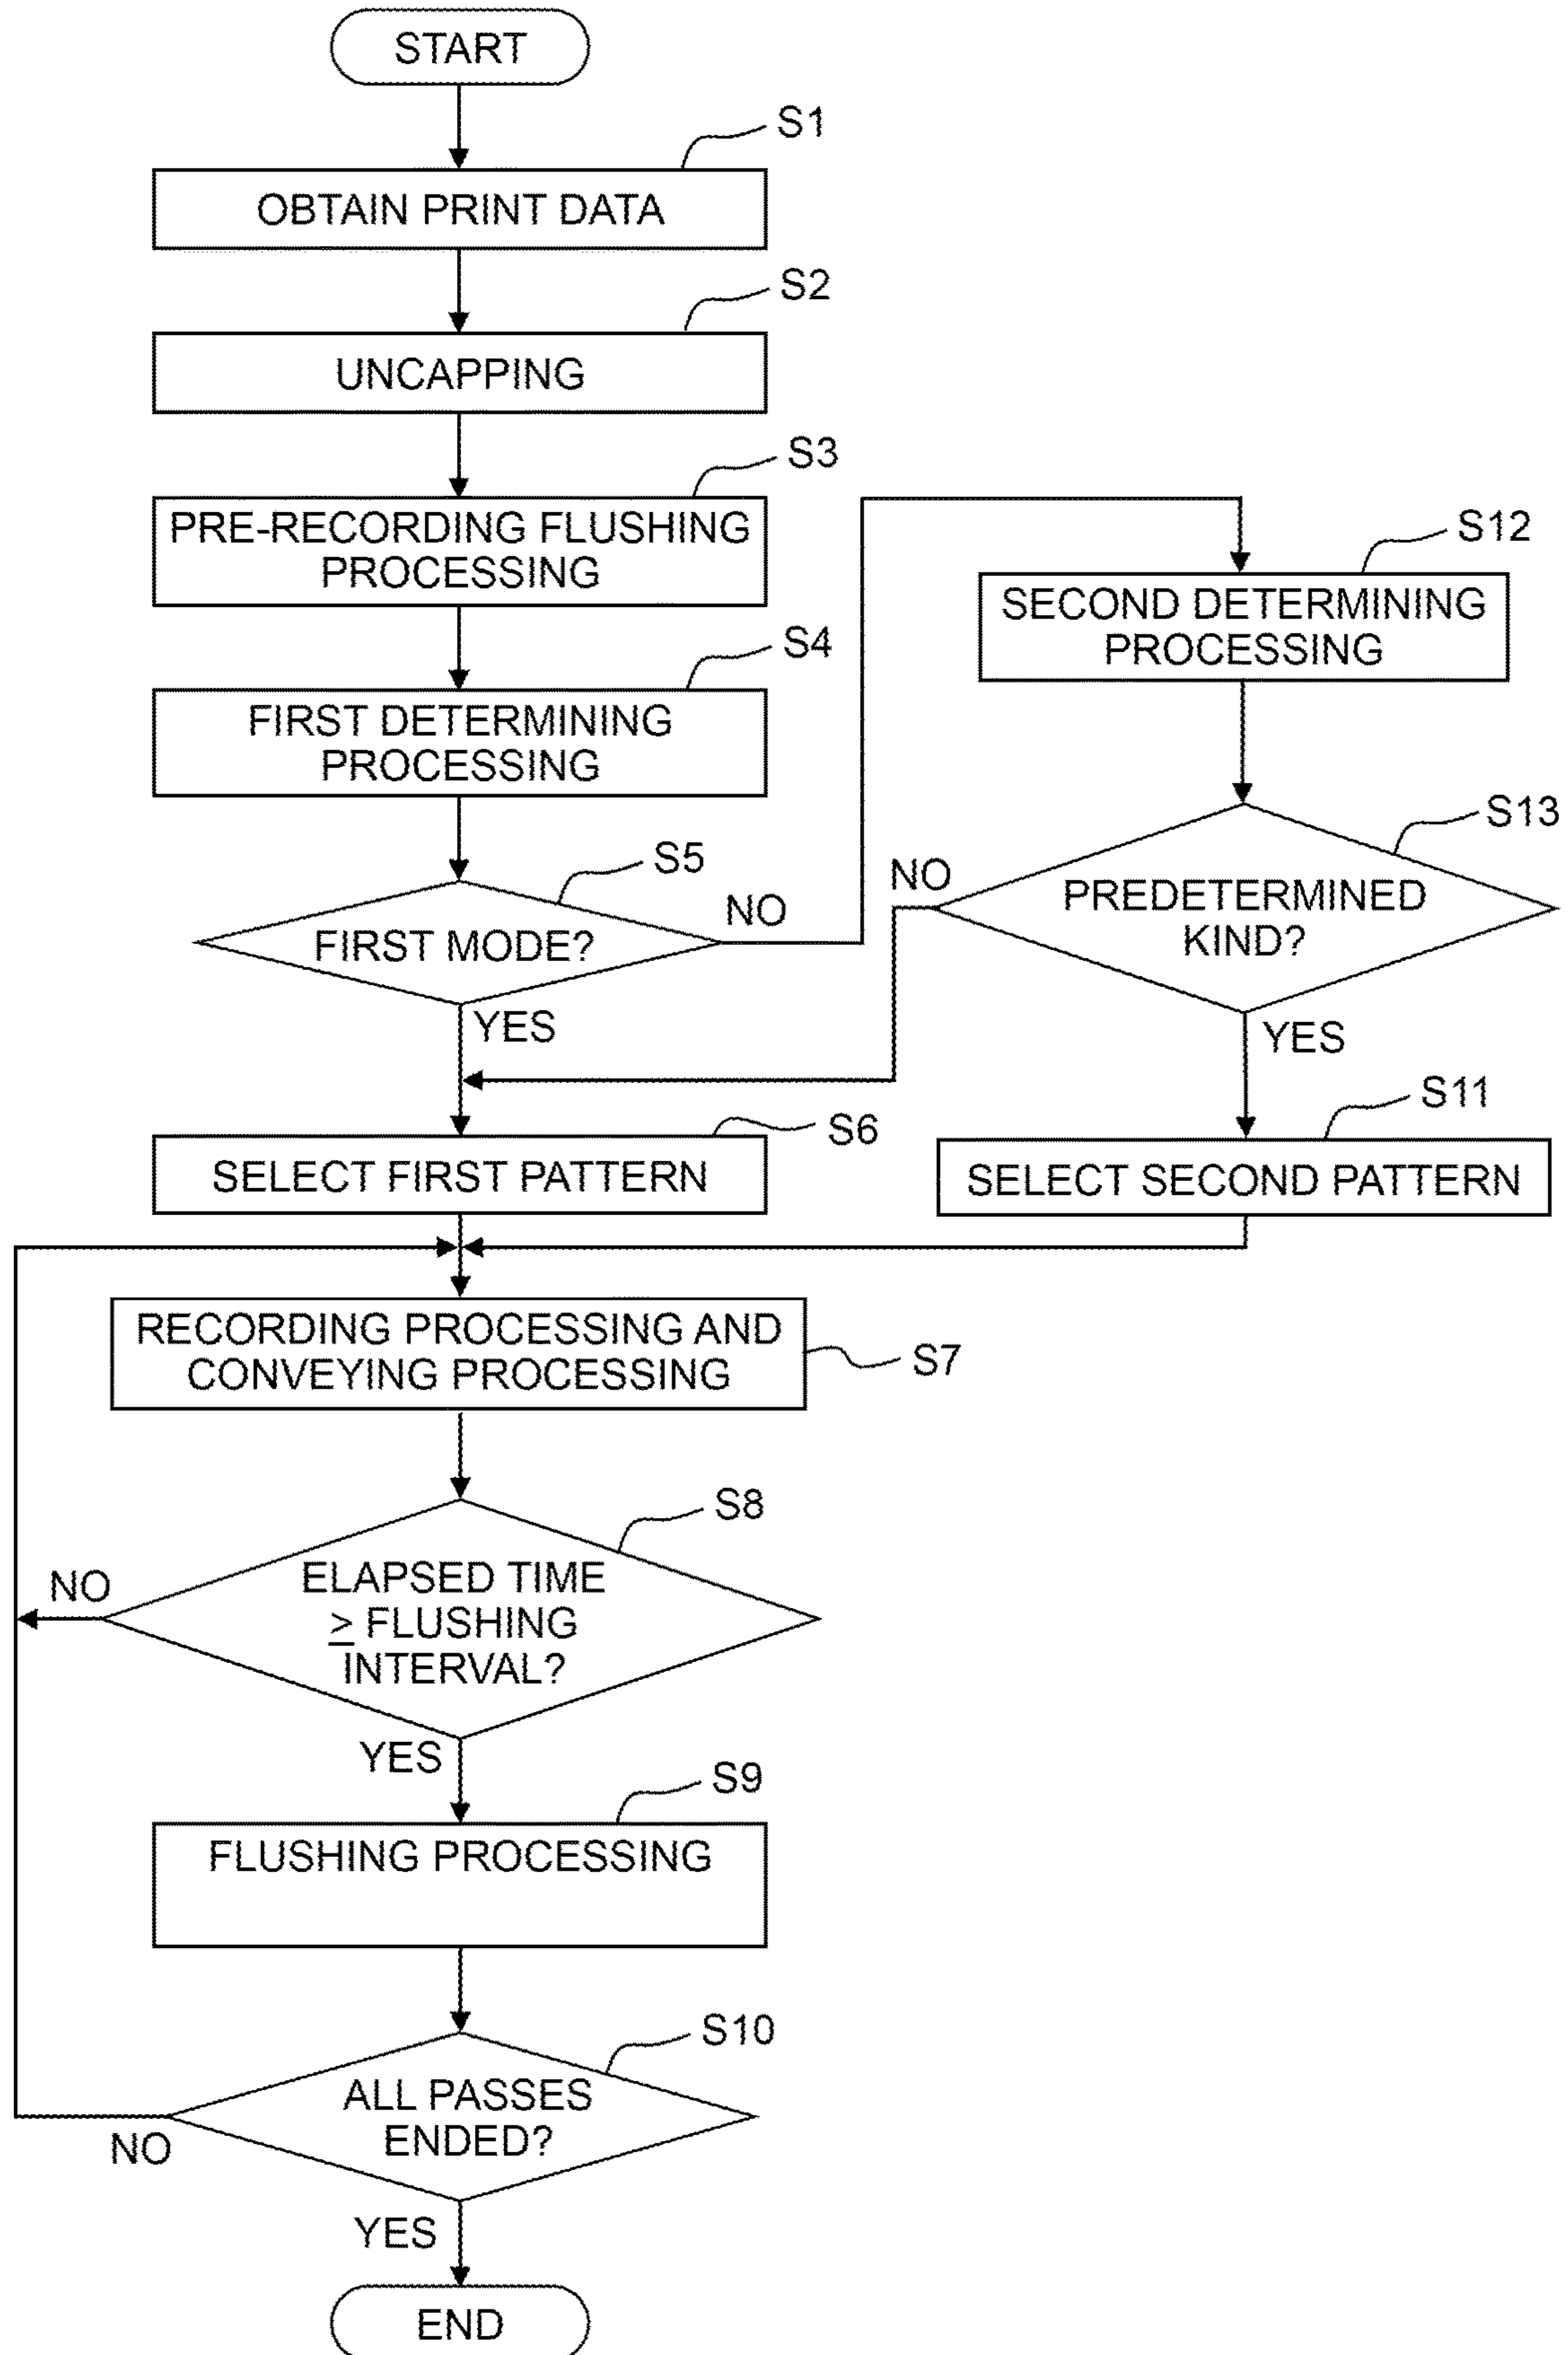 START
S1
OBTAIN PRINT DATA
S2
UNCAPPING
S3
PRE-RECORDING FLUSHING
PROCESSING
S4
FIRST DETERMINING
PROCESSING
S5
FIRST MODE?
NO
YES
S12
SECOND DETERMINING
PROCESSING
S13
PREDETERMINED
KIND?
NO
YES
S6
SELECT FIRST PATTERN
S11
SELECT SECOND PATTERN
RECORDING PROCESSING AND
CONVEYING PROCESSING
S7
S8
ELAPSED TIME
≥ FLUSHING
INTERVAL?
NO
YES
S9
FLUSHING PROCESSING
S10
ALL PASSES
ENDED?
NO
YES
END